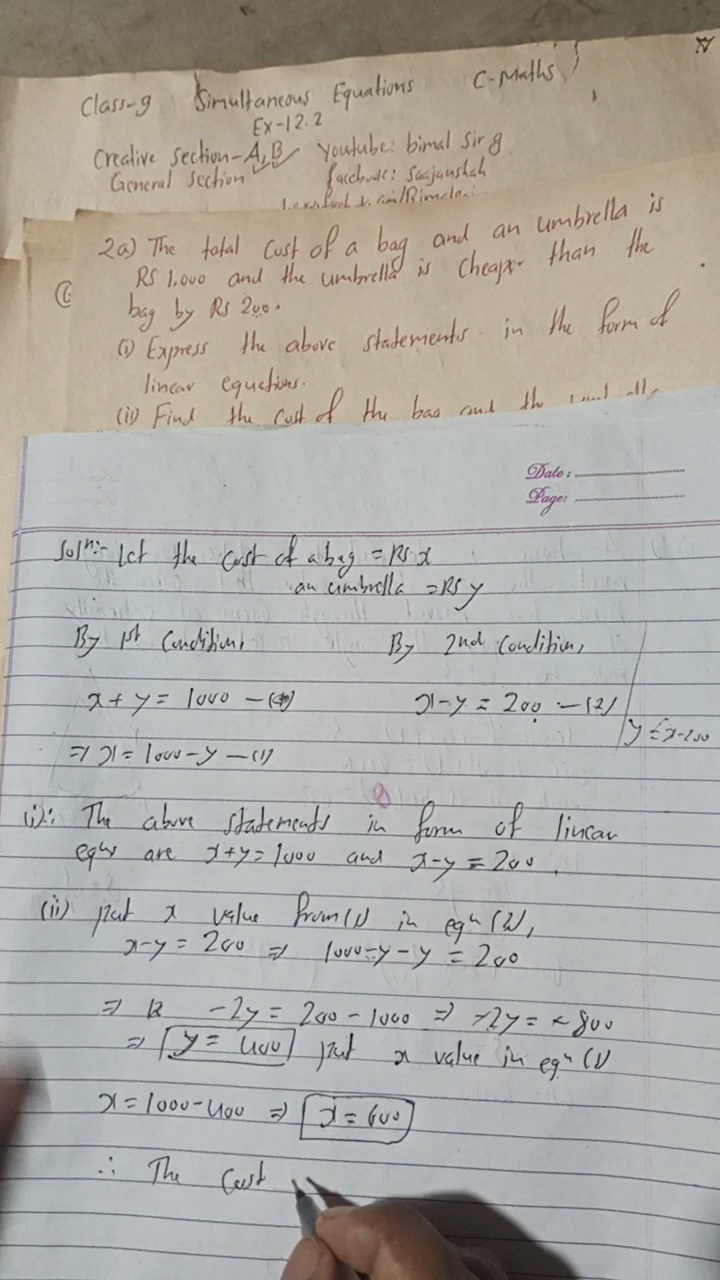 Class-9 Simultaneous Equations C-Maths
Ex-12.2
Creative Section-A,B Youtube: bimal sir g
General Section facebook: Saajanshah
2a) The total Cost of a bag and an umbrella is
RS 1,000 and the umbrella is Cheaper than the
bag by RS 200.
(i) Express the above statements in the form of
linear equations.
(ii) Find the Cost of the bag and the
Date:
Page:
Solⁿ:- Let the Cost of a bag = RS x
an umbrella = RS y
By 1st Condition, By 2nd Condition,
x + y = 1000 x-y = 200 —(2) y = x-200
⇒ x = 1000-y —(1)
(i)∴ The above statements in form of linear
eqⁿs are x+y=1000 and x-y=200.
(ii) put x value from(1) in eqⁿ (2),
x-y = 200 ⇒ 1000-y-y = 200
⇒ -2y = 200-1000 ⇒ -2y = -800
⇒ y = 400 put x value in eqⁿ (1)
x = 1000-400 ⇒ x = 600
∴ The Cost